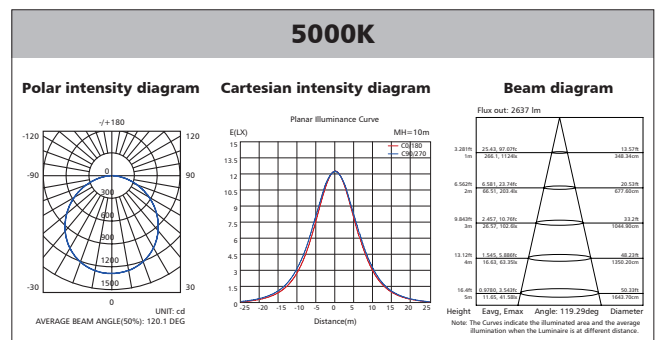 5000K
Polar intensity diagram
Cartesian intensity diagram
Beam diagram
-/+180
-120
120
-90
90
-30
30
0
0
300
600
900
1200
1500
UNIT: cd
AVERAGE BEAM ANGLE(50%): 120.1 DEG
Planar Illuminance Curve
E(LX)
MH=10m
C0/180
C90/270
15
13.5
12
10.5
9
7.5
6
4.5
3
1.5
0
-25 -20 -15 -10 -5 0 5 10 15 20 25
Distance(m)
Flux out: 2637 lm
3.281ft 25.43, 97.07fc 13.57ft
1m 266.1, 1124lx 348.34cm
6.562ft 6.581, 23.74fc 20.53ft
2m 66.51, 203.4lx 677.60cm
9.843ft 2.457, 10.76fc 33.2ft
3m 26.57, 102.6lx 1044.90cm
13.12ft 1.545, 5.886fc 48.23ft
4m 16.63, 63.35lx 1350.20cm
16.4ft 0.9780, 3.543fc 50.33ft
5m 11.65, 41.58lx 1643.70cm
Height Eavg, Emax Angle: 119.29deg Diameter
Note: The Curves indicate the illuminated area and the average
illumination when the Luminaire is at different distance.